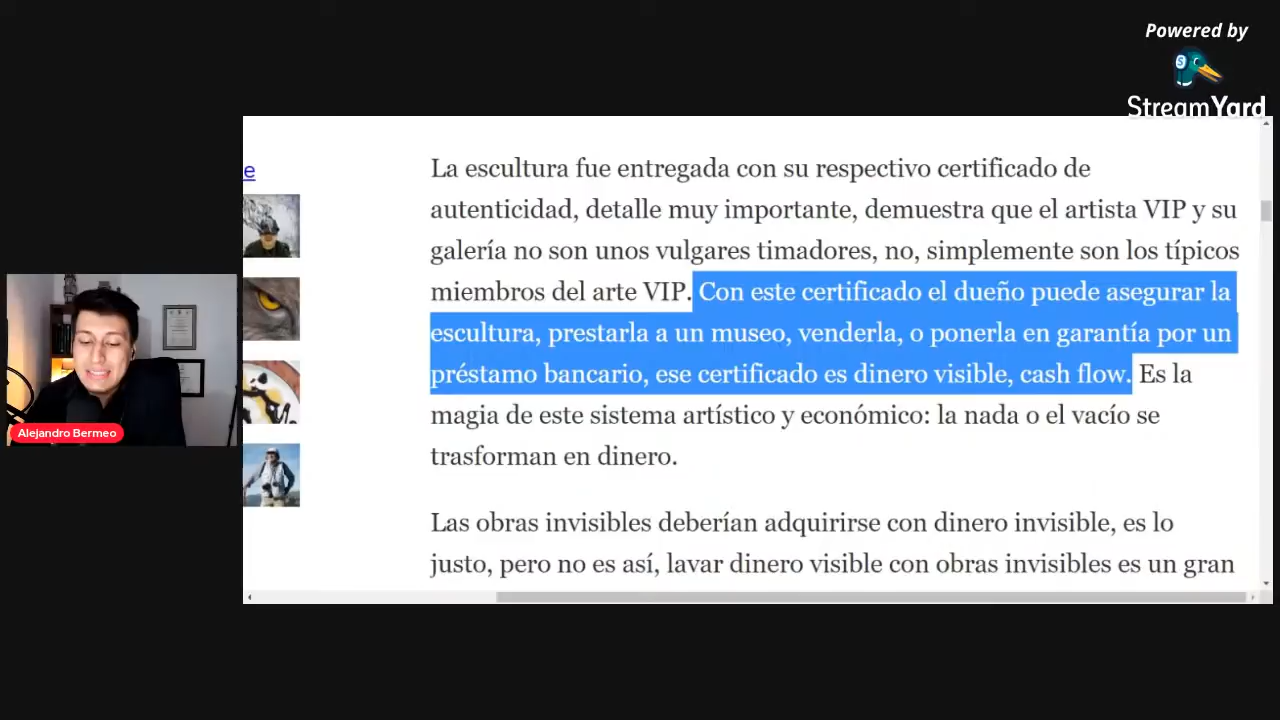 Powered by
StreamYard
e
La escultura fue entregada con su respectivo certificado de
autenticidad, detalle muy importante, demuestra que el artista VIP y su
galería no son unos vulgares timadores, no, simplemente son los típicos
miembros del arte VIP. Con este certificado el dueño puede asegurar la
escultura, prestarla a un museo, venderla, o ponerla en garantía por un
préstamo bancario, ese certificado es dinero visible, cash flow. Es la
magia de este sistema artístico y económico: la nada o el vacío se
trasforman en dinero.
Las obras invisibles deberían adquirirse con dinero invisible, es lo
justo, pero no es así, lavar dinero visible con obras invisibles es un gran
Alejandro Bermeo